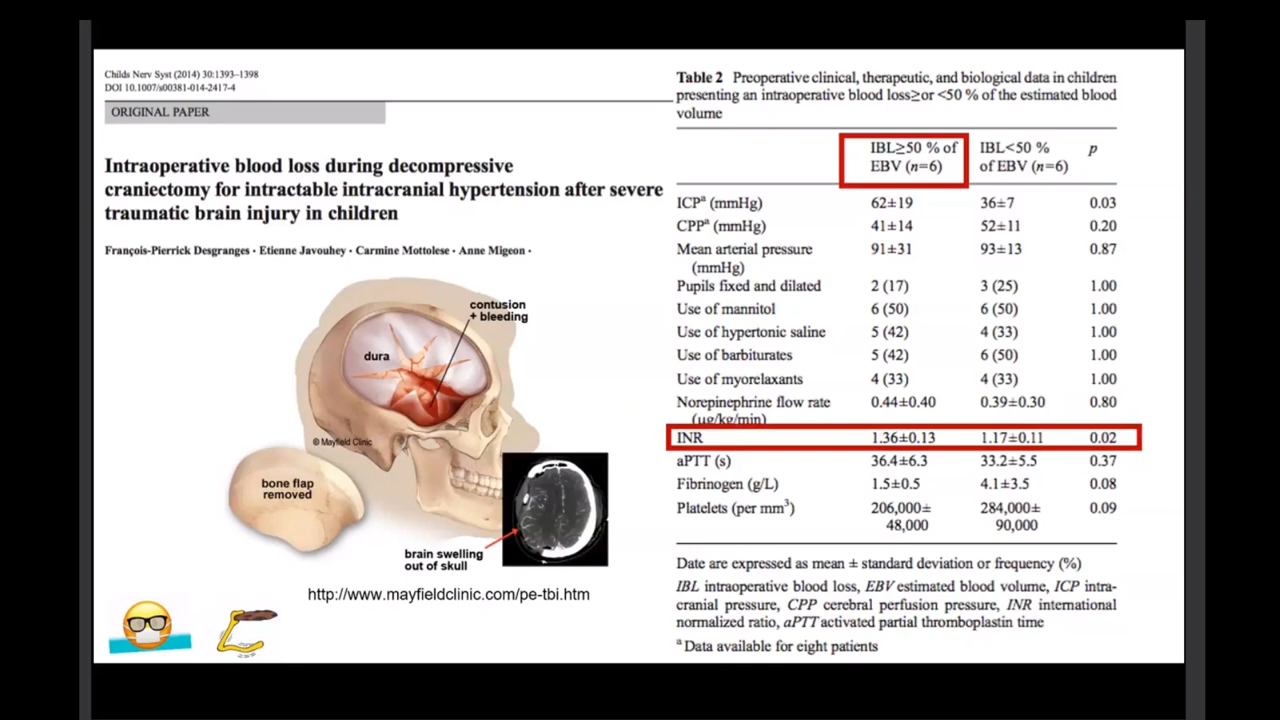 Childs Nerv Syst (2014) 30:1393–1398
DOI 10.1007/s00381-014-2417-4
ORIGINAL PAPER
Intraoperative blood loss during decompressive
craniectomy for intractable intracranial hypertension after severe
traumatic brain injury in children
François-Pierrick Desgranges · Etienne Javouhey · Carmine Mottolese · Anne Migeon ·
contusion
+ bleeding
dura
© Mayfield Clinic
bone flap
removed
brain swelling
out of skull
http://www.mayfieldclinic.com/pe-tbi.htm
Table 2 Preoperative clinical, therapeutic, and biological data in children
presenting an intraoperative blood loss≥or <50 % of the estimated blood
volume
IBL≥50 % of IBL<50 % p
EBV (n=6) of EBV (n=6)
ICPa (mmHg) 62±19 36±7 0.03
CPPa (mmHg) 41±14 52±11 0.20
Mean arterial pressure 91±31 93±13 0.87
(mmHg)
Pupils fixed and dilated 2 (17) 3 (25) 1.00
Use of mannitol 6 (50) 6 (50) 1.00
Use of hypertonic saline 5 (42) 4 (33) 1.00
Use of barbiturates 5 (42) 6 (50) 1.00
Use of myorelaxants 4 (33) 4 (33) 1.00
Norepinephrine flow rate 0.44±0.40 0.39±0.30 0.80
(μg/kg/min)
INR 1.36±0.13 1.17±0.11 0.02
aPTT (s) 36.4±6.3 33.2±5.5 0.37
Fibrinogen (g/L) 1.5±0.5 4.1±3.5 0.08
Platelets (per mm3) 206,000± 284,000± 0.09
48,000 90,000
Date are expressed as mean ± standard deviation or frequency (%)
IBL intraoperative blood loss, EBV estimated blood volume, ICP intra-
cranial pressure, CPP cerebral perfusion pressure, INR international
normalized ratio, aPTT activated partial thromboplastin time
a Data available for eight patients